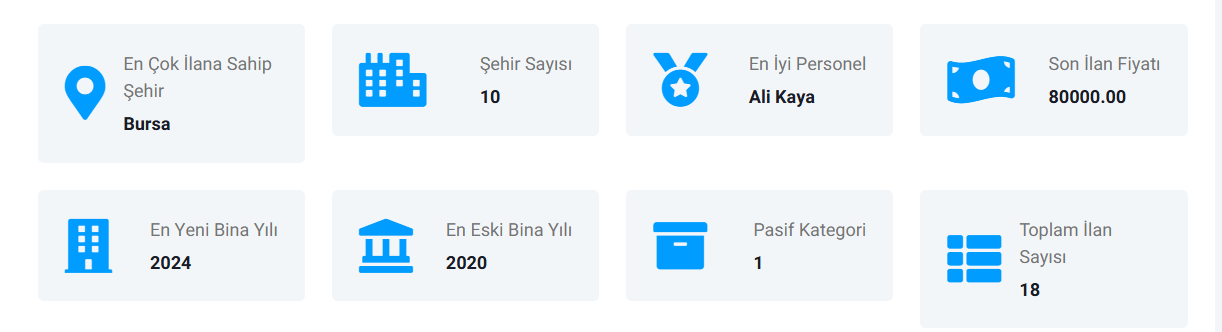 En Çok İlana Sahip
Şehir
Bursa
Şehir Sayısı
10
En İyi Personel
Ali Kaya
Son İlan Fiyatı
80000.00
En Yeni Bina Yılı
2024
En Eski Bina Yılı
2020
Pasif Kategori
1
Toplam İlan
Sayısı
18